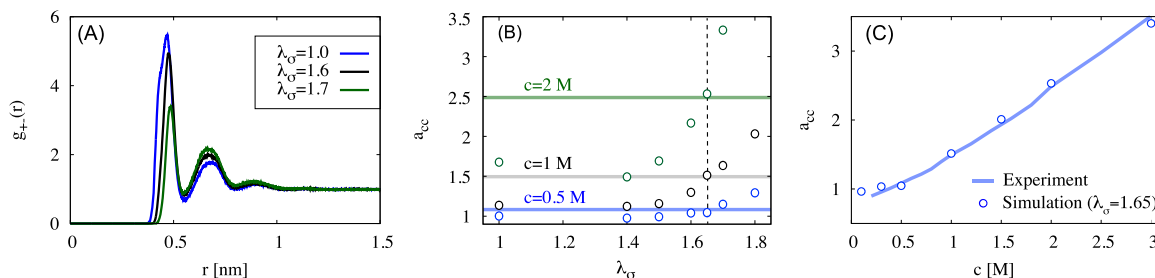 (A)
6
4
2
0
g+-(r)
λσ=1.0
λσ=1.6
λσ=1.7
0 0.5 1 1.5
r [nm]
(B)
3.5
3
2.5
2
1.5
1
acc
c=2 M
c=1 M
c=0.5 M
1 1.2 1.4 1.6 1.8
λσ
(C)
3
2
1
0
acc
Experiment
Simulation (λσ=1.65)
0 0.5 1 1.5 2 2.5 3
c [M]